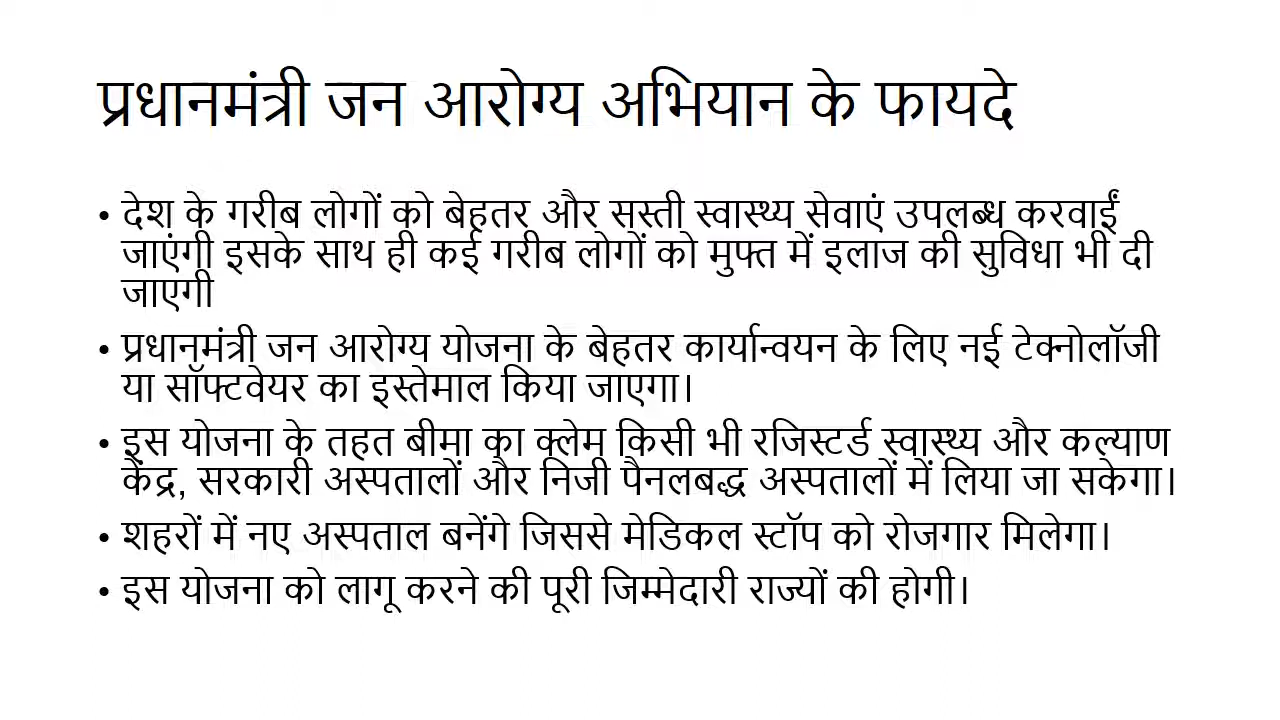 प्रधानमंत्री जन आरोग्य अभियान के फायदे
• देश के गरीब लोगों को बेहतर और सस्ती स्वास्थ्य सेवाएं उपलब्ध करवाईं
जाएंगी इसके साथ ही कई गरीब लोगों को मुफ्त में इलाज की सुविधा भी दी
जाएगी
• प्रधानमंत्री जन आरोग्य योजना के बेहतर कार्यान्वयन के लिए नई टेक्नोलॉजी
या सॉफ्टवेयर का इस्तेमाल किया जाएगा।
• इस योजना के तहत बीमा का क्लेम किसी भी रजिस्टर्ड स्वास्थ्य और कल्याण
केंद्र, सरकारी अस्पतालों और निजी पैनलबद्ध अस्पतालों में लिया जा सकेगा।
• शहरों में नए अस्पताल बनेंगे जिससे मेडिकल स्टॉप को रोजगार मिलेगा।
• इस योजना को लागू करने की पूरी जिम्मेदारी राज्यों की होगी।